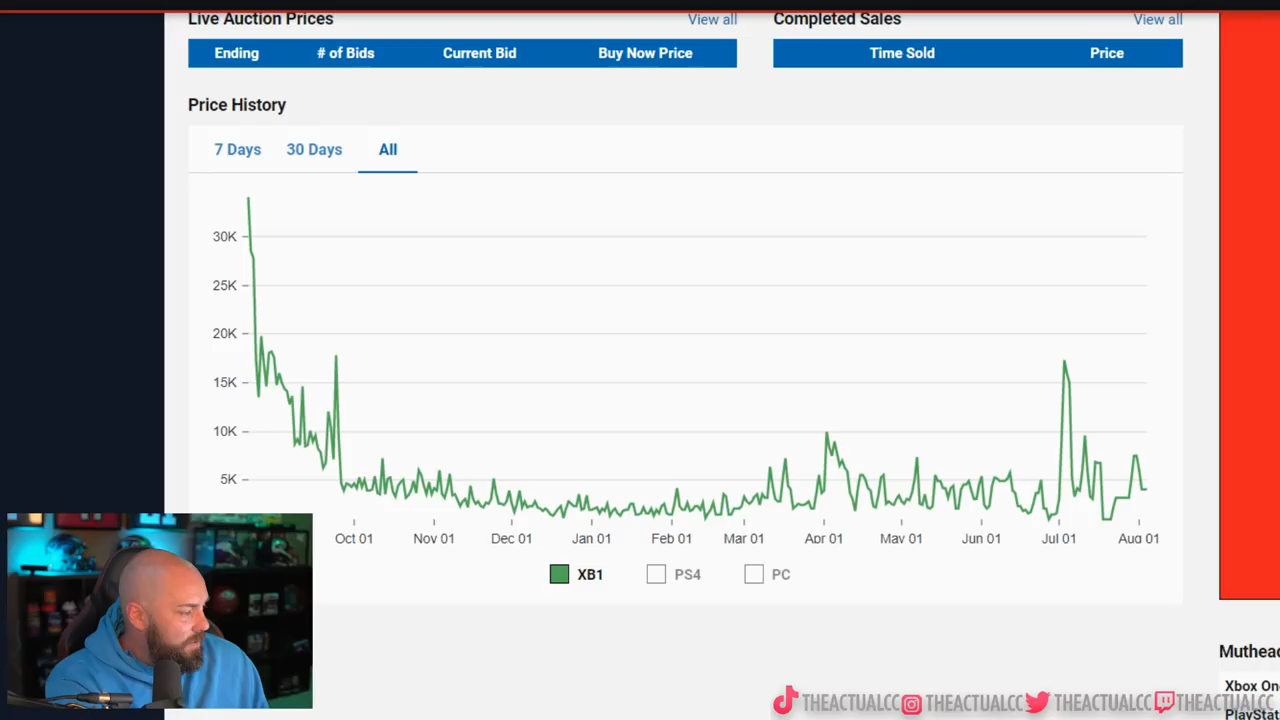 Live Auction Prices View all
Completed Sales View all
Ending # of Bids Current Bid Buy Now Price
Time Sold Price
Price History
7 Days 30 Days All
30K
25K
20K
15K
10K
5K
Oct 01 Nov 01 Dec 01 Jan 01 Feb 01 Mar 01 Apr 01 May 01 Jun 01 Jul 01 Aug 01
XB1 PS4 PC
Muthead
Xbox On
PlayStat
THEACTUALCC THEACTUALCC THEACTUALCC THEACTUALCC